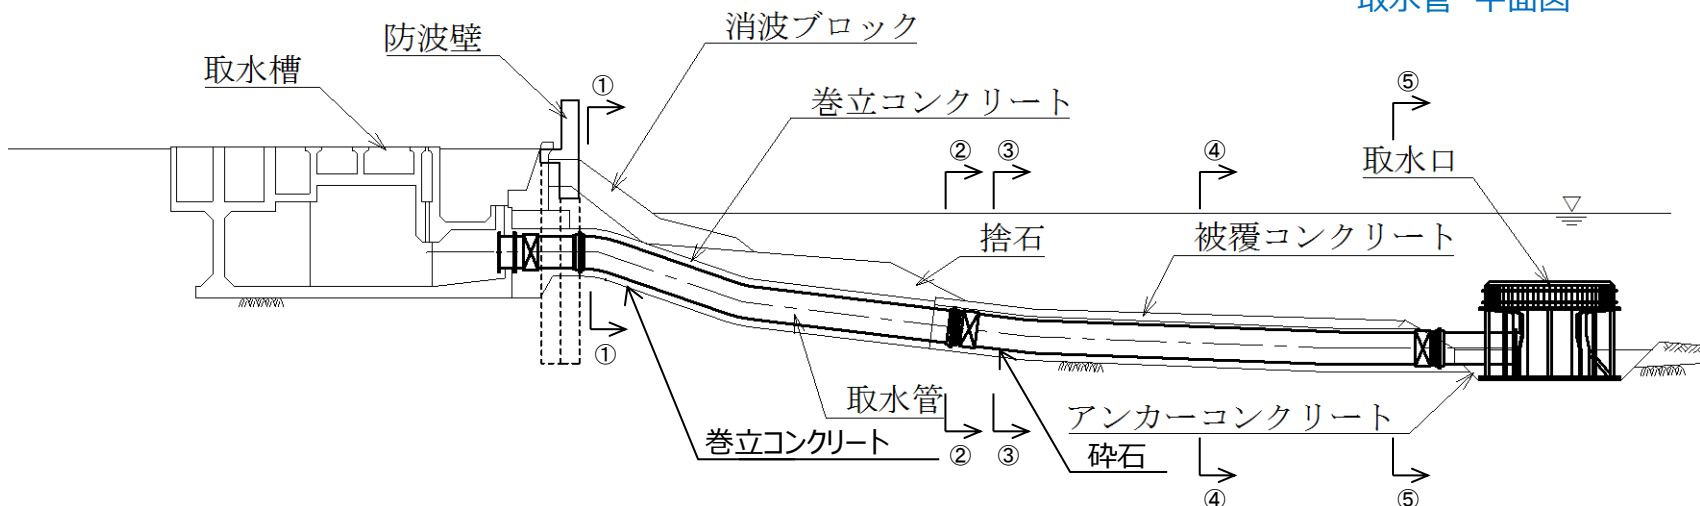 取水管 平面図
消波ブロック
防波壁
取水槽
①
⑤
巻立コンクリート
②
③
④
取水口
捨石
被覆コンクリート
①
取水管
アンカーコンクリート
巻立コンクリート
②
③
砕石
④
⑤